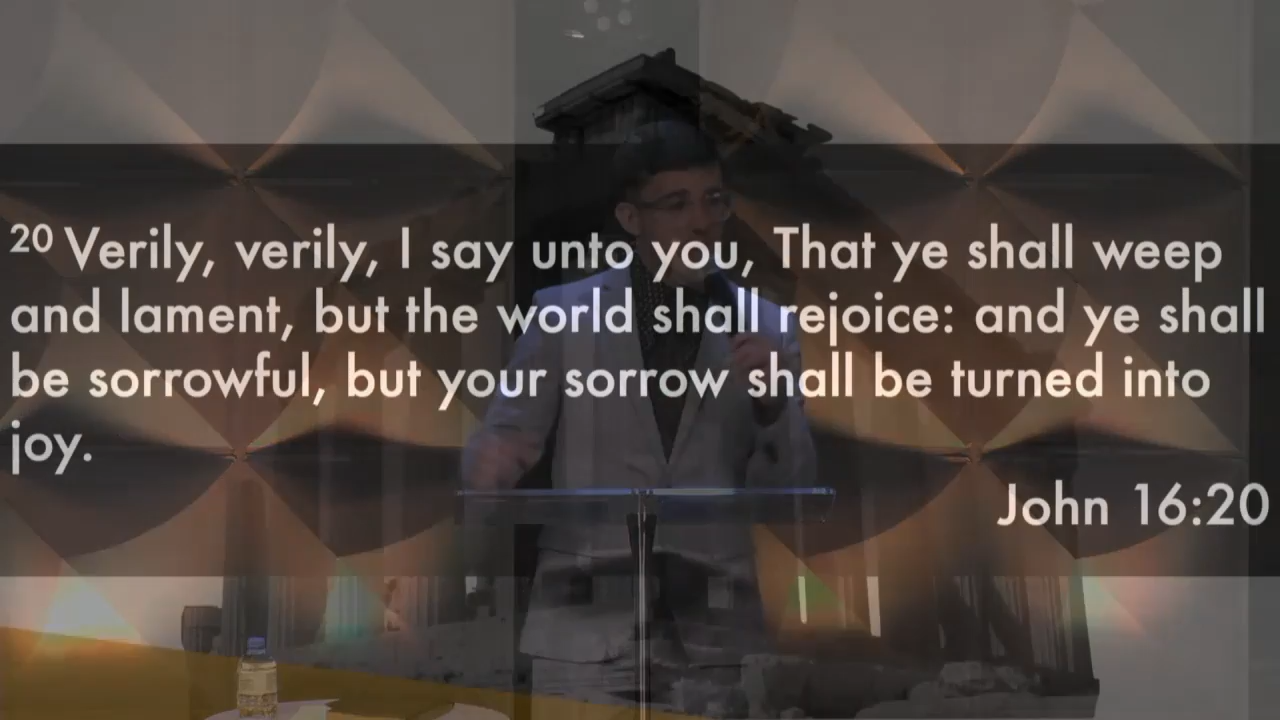 20 Verily, verily, I say unto you, That ye shall weep
and lament, but the world shall rejoice: and ye shall
be sorrowful, but your sorrow shall be turned into
joy.
John 16:20